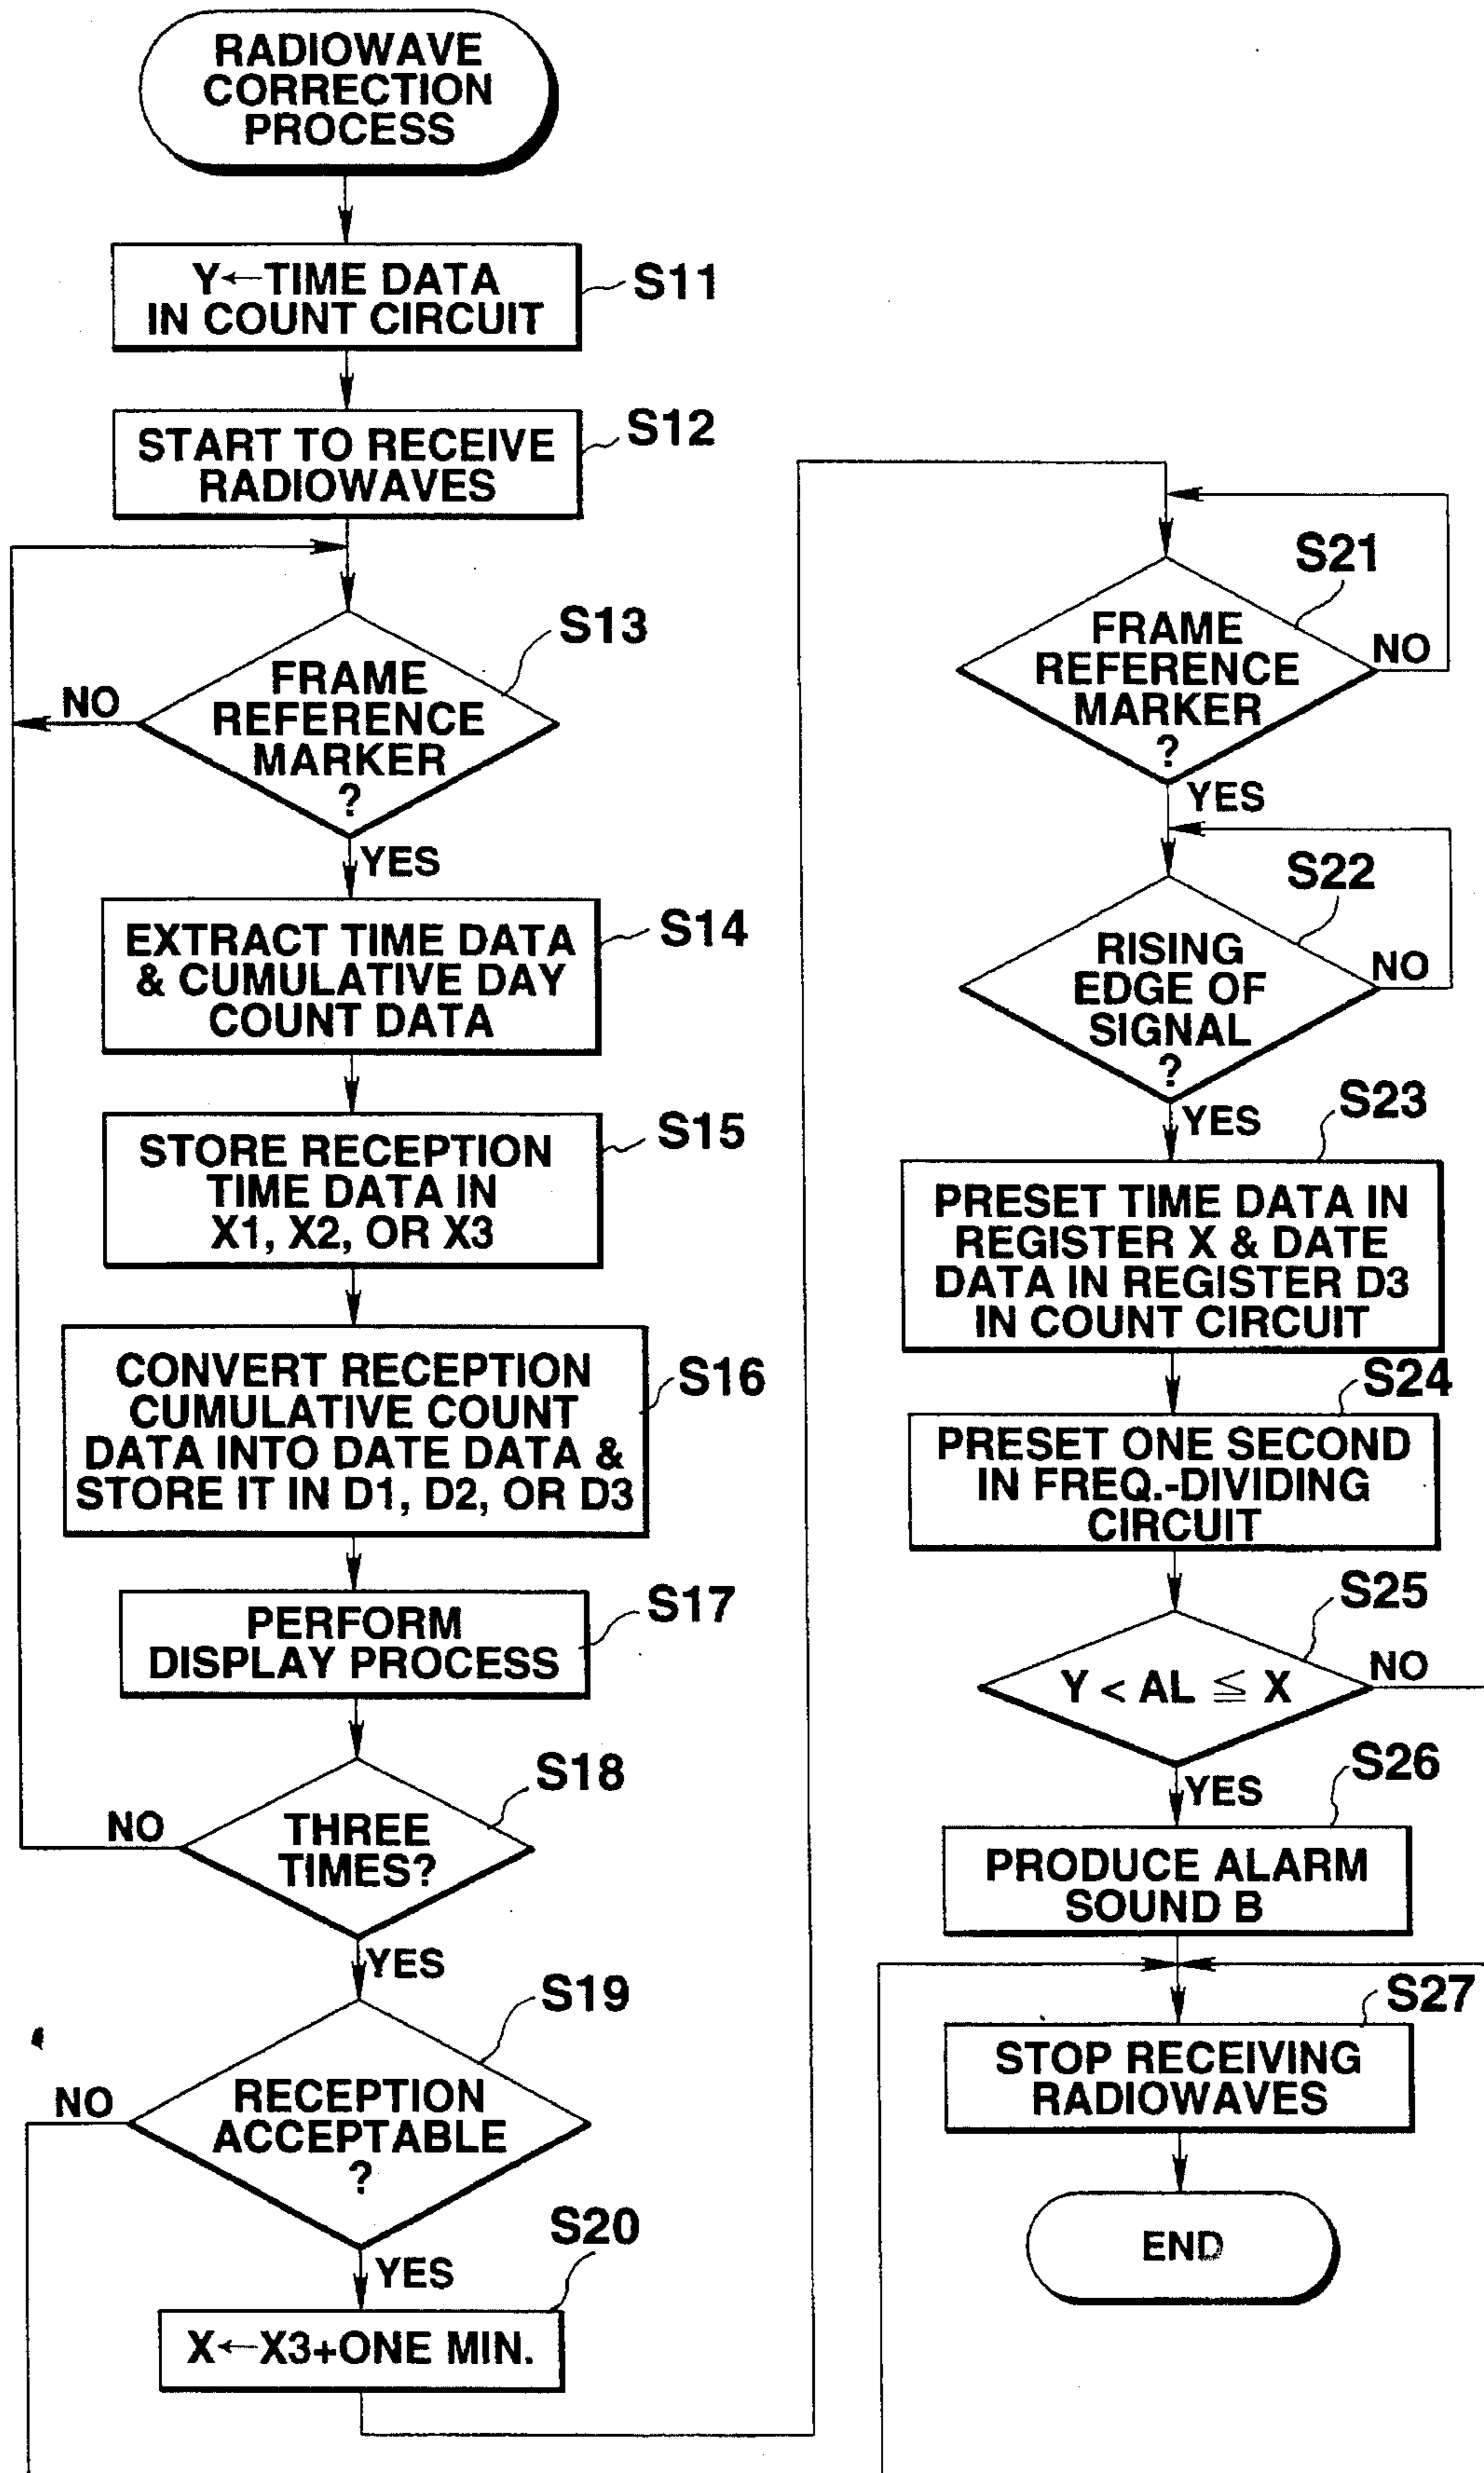 RADIOWAVE
CORRECTION
PROCESS
Y←TIME DATA
IN COUNT CIRCUIT
S11
START TO RECEIVE
RADIOWAVES
S12
FRAME
REFERENCE
MARKER
?
S13
NO
YES
EXTRACT TIME DATA
& CUMULATIVE DAY
COUNT DATA
S14
STORE RECEPTION
TIME DATA IN
X1, X2, OR X3
S15
CONVERT RECEPTION
CUMULATIVE COUNT
DATA INTO DATE DATA &
STORE IT IN D1, D2, OR D3
S16
PERFORM
DISPLAY PROCESS
S17
THREE
TIMES?
S18
NO
YES
RECEPTION
ACCEPTABLE
?
S19
NO
YES
X←X3+ONE MIN.
S20
FRAME
REFERENCE
MARKER
?
S21
NO
YES
RISING
EDGE OF
SIGNAL
?
S22
NO
YES
PRESET TIME DATA IN
REGISTER X & DATE
DATA IN REGISTER D3
IN COUNT CIRCUIT
S23
PRESET ONE SECOND
IN FREQ.-DIVIDING
CIRCUIT
S24
Y < AL ≦ X
S25
NO
YES
PRODUCE ALARM
SOUND B
S26
STOP RECEIVING
RADIOWAVES
S27
END